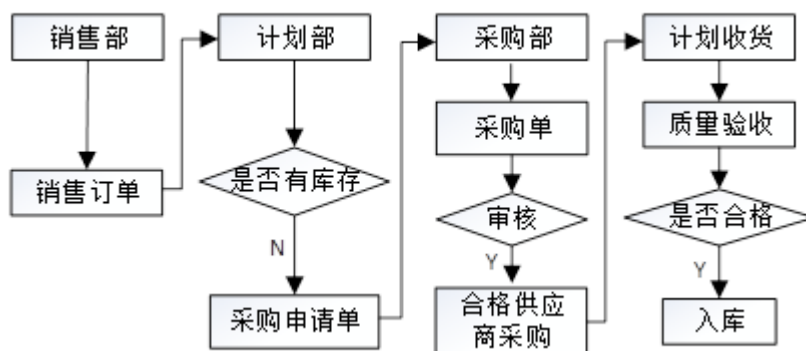 销售部
销售订单
计划部
是否有库存
N
采购申请单
采购部
采购单
审核
Y
合格供应
商采购
计划收货
质量验收
是否合格
Y
入库